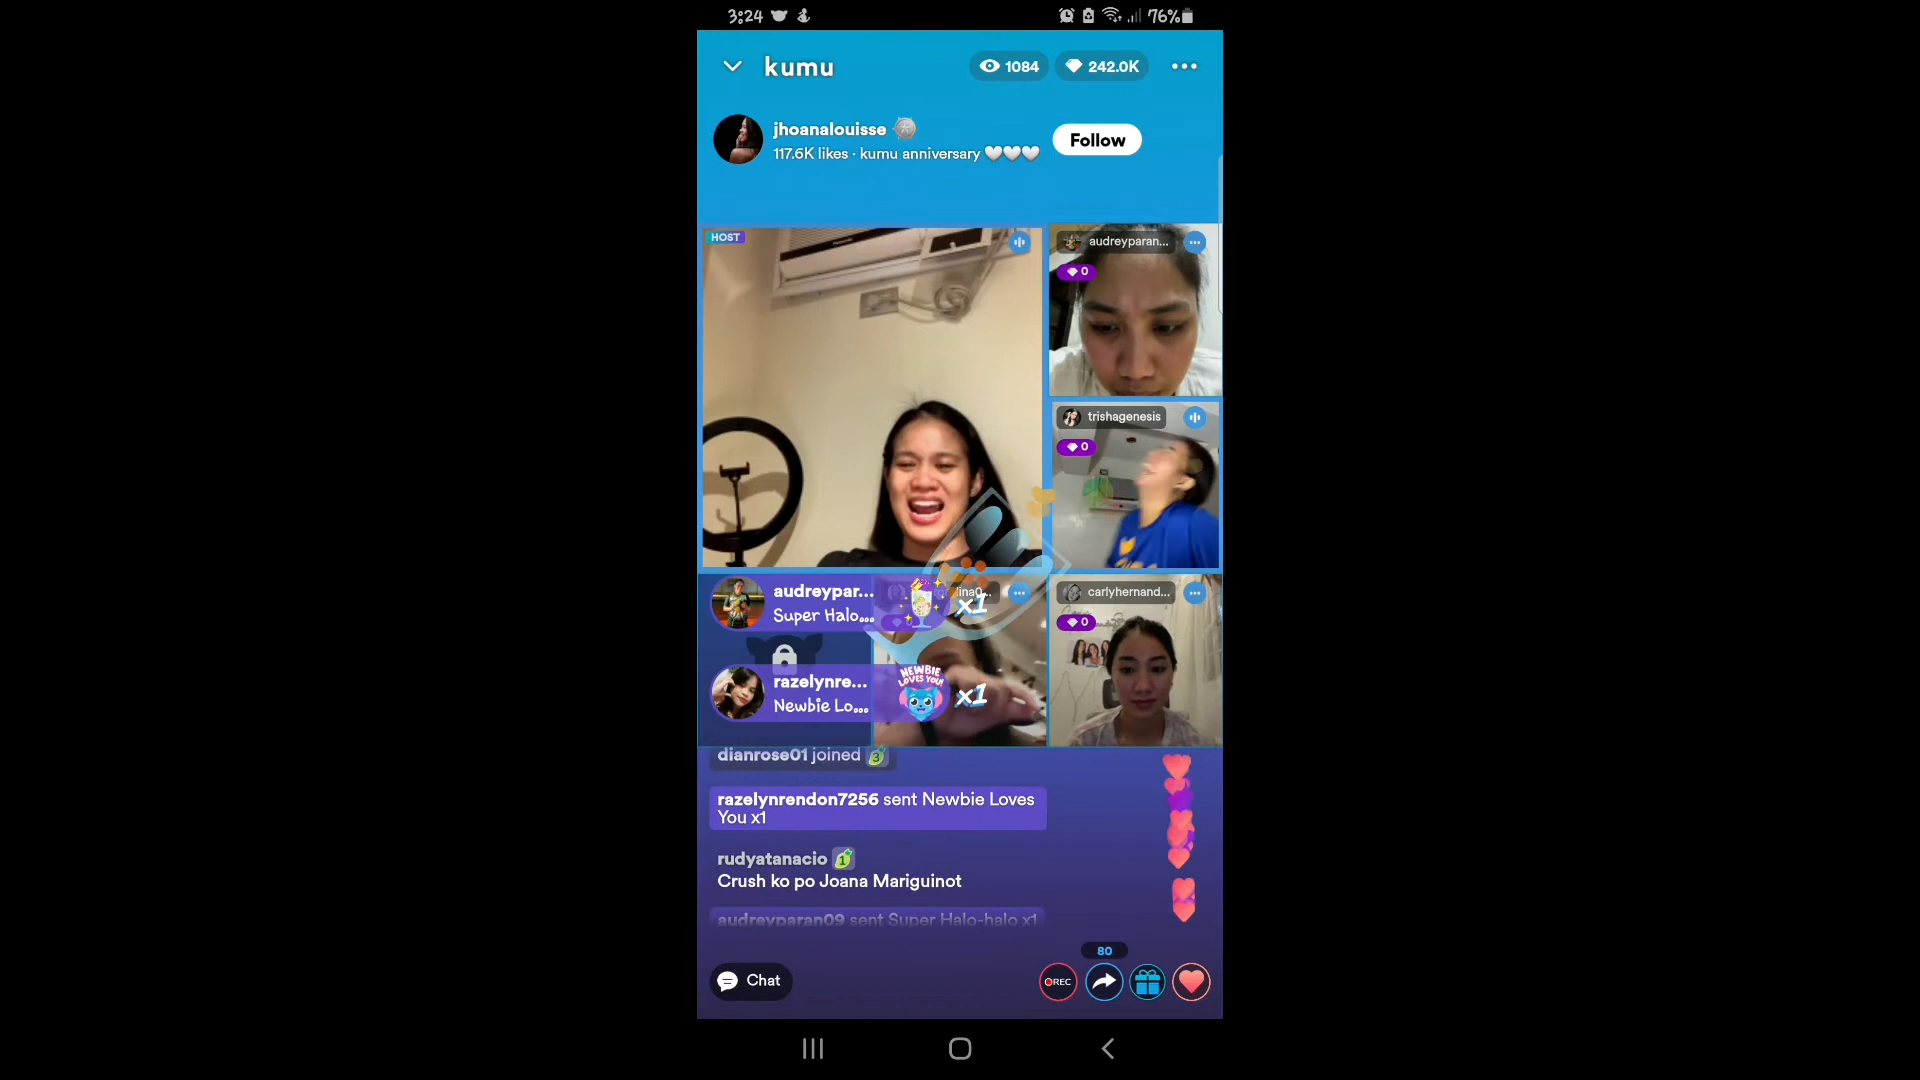 3:24
76%
kumu
1084
242.0K
jhoanalouisse
117.6K likes · kumu anniversary 🤍🤍🤍
Follow
HOST
audreyparan...
0
trishagenesis
0
audreypar...
Super Halo...
x1
carlyhernand...
0
razelynre...
Newbie Lo...
NEWBIE
LOVES YOU!
x1
dianrose01 joined 3
razelynrendon7256 sent Newbie Loves
You x1
rudyatanacio 1
Crush ko po Joana Mariguinot
audreyparan09 sent Super Halo-halo x1
80
Chat
REC